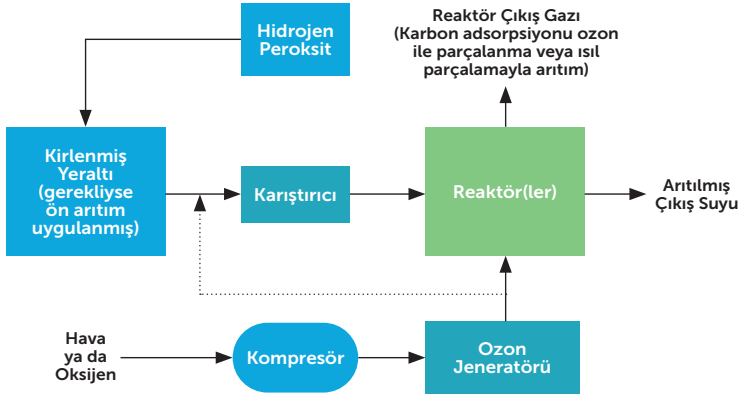 Hidrojen
Peroksit
Reaktör Çıkış Gazı
(Karbon adsorpsiyonu ozon
ile parçalanma veya ısıl
parçalamayla arıtım)
Kirlenmiş
Yeraltı
(gerekliyse
ön arıtım
uygulanmış)
Karıştırıcı
Reaktör(ler)
Arıtılmış
Çıkış Suyu
Hava
ya da
Oksijen
Kompresör
Ozon
Jeneratörü